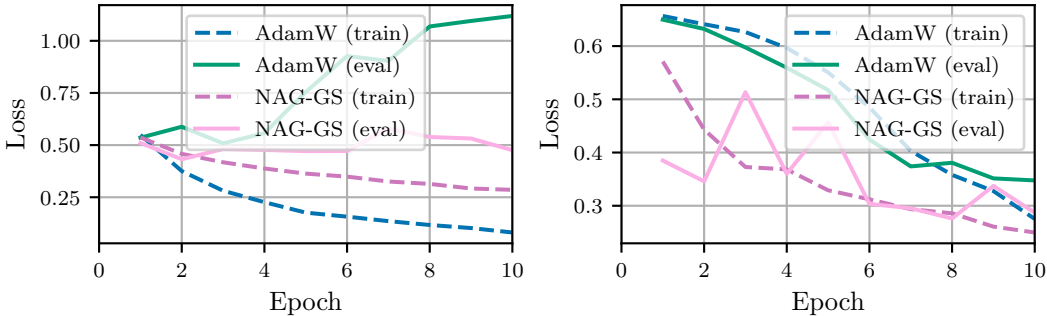 Loss
1.00
0.75
0.50
0.25
0
2
4
6
8
10
Epoch
AdamW (train)
AdamW (eval)
NAG-GS (train)
NAG-GS (eval)
Loss
0.6
0.5
0.4
0.3
0
2
4
6
8
10
Epoch
AdamW (train)
AdamW (eval)
NAG-GS (train)
NAG-GS (eval)